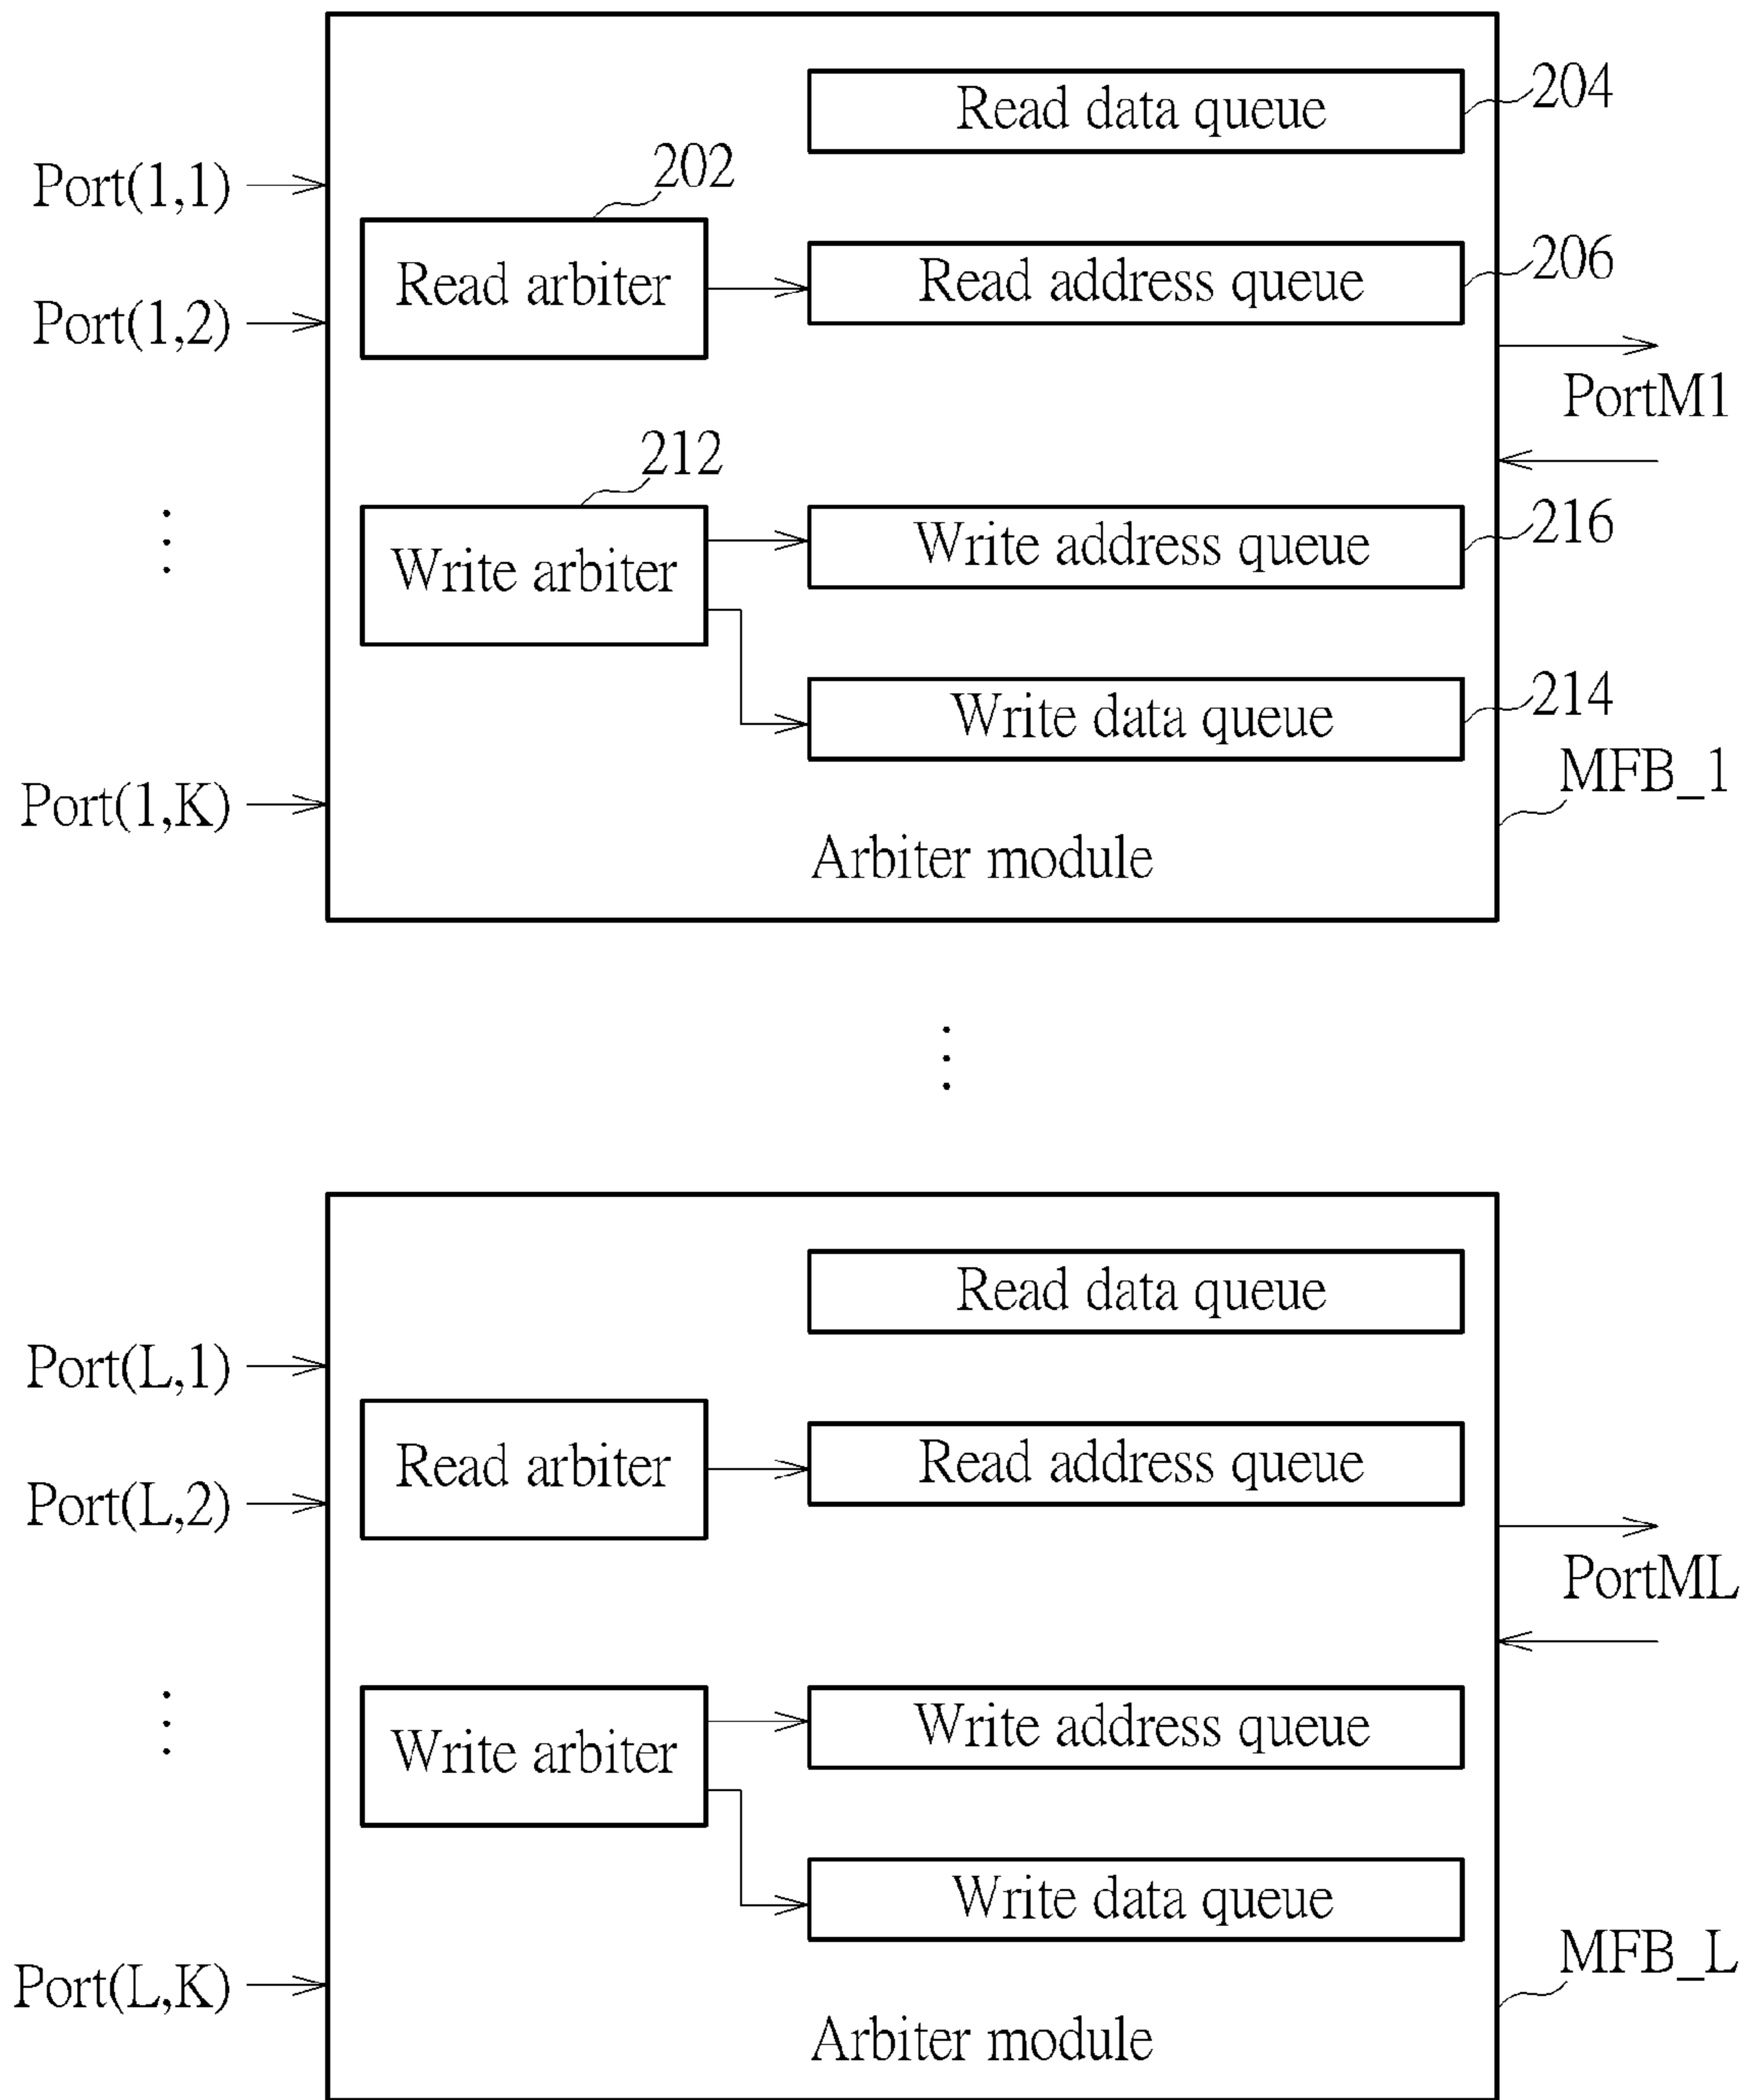 Read data queue
204
Port(1,1)
202
Read arbiter
Read address queue
206
Port(1,2)
PortM1
212
Write arbiter
Write address queue
216
Write data queue
214
MFB_1
Port(1,K)
Arbiter module
Read data queue
Port(L,1)
Read arbiter
Read address queue
Port(L,2)
PortML
Write arbiter
Write address queue
Write data queue
MFB_L
Port(L,K)
Arbiter module